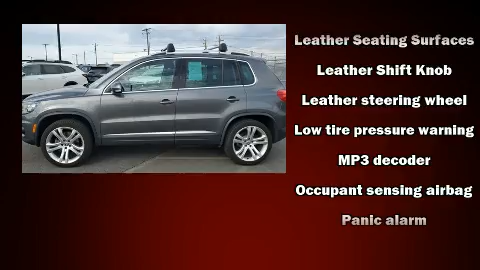 Leather Seating Surfaces
Leather Shift Knob
Leather steering wheel
Low tire pressure warning
MP3 decoder
Occupant sensing airbag
Panic alarm